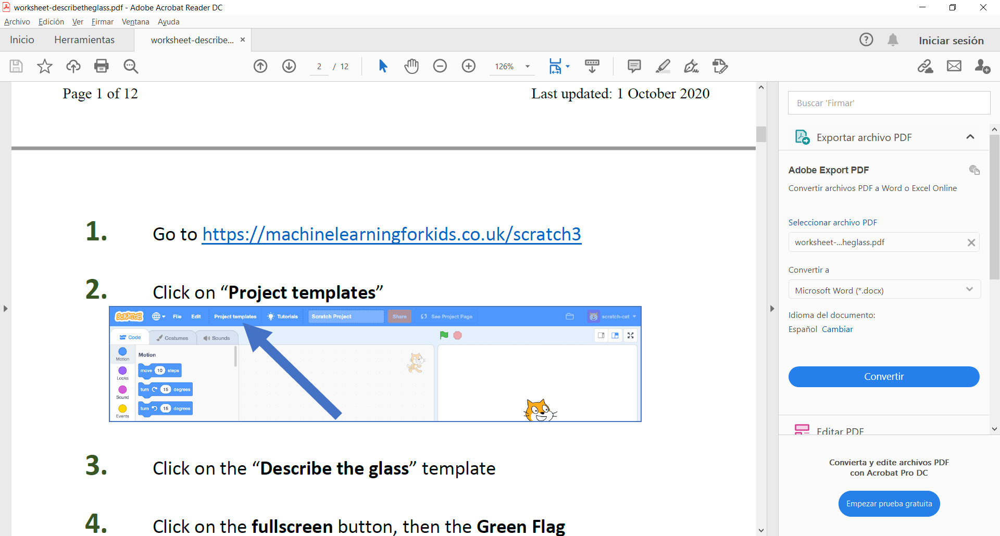 worksheet-describetheglass.pdf - Adobe Acrobat Reader DC
Archivo Edición Ver Firmar Ventana Ayuda
Inicio Herramientas worksheet-describe... Iniciar sesión
2 / 12 126%
Page 1 of 12 Last updated: 1 October 2020
1. Go to https://machinelearningforkids.co.uk/scratch3
2. Click on “Project templates”
SCRATCH File Edit Project templates Tutorials Scratch Project Share See Project Page scratch-cat
Code Costumes Sounds
Motion
Looks
Sound
Events
Motion
move 10 steps
turn 15 degrees
turn 15 degrees
3. Click on the “Describe the glass” template
4. Click on the fullscreen button, then the Green Flag
Buscar 'Firmar'
Exportar archivo PDF
Adobe Export PDF
Convertir archivos PDF a Word o Excel Online
Seleccionar archivo PDF
worksheet-...heglass.pdf
Convertir a
Microsoft Word (*.docx)
Idioma del documento:
Español Cambiar
Convertir
Editar PDF
Convierta y edite archivos PDF
con Acrobat Pro DC
Empezar prueba gratuita